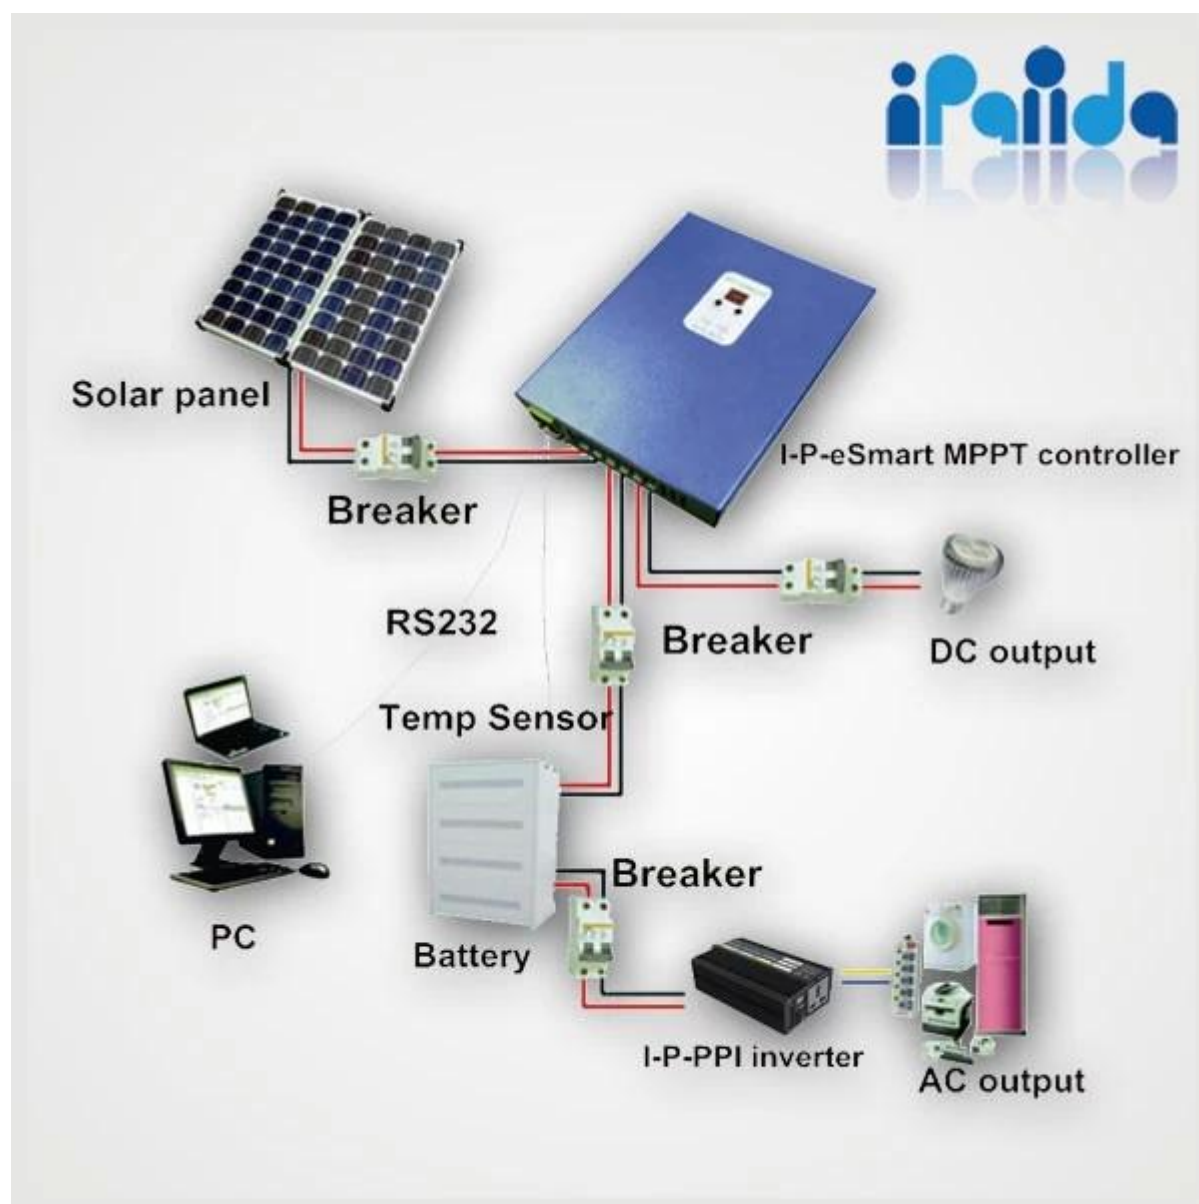 iPaiida
Solar panel
I-P-eSmart MPPT controller
Breaker
RS232
Breaker
DC output
Temp Sensor
Breaker
PC
Battery
I-P-PPI inverter
AC output